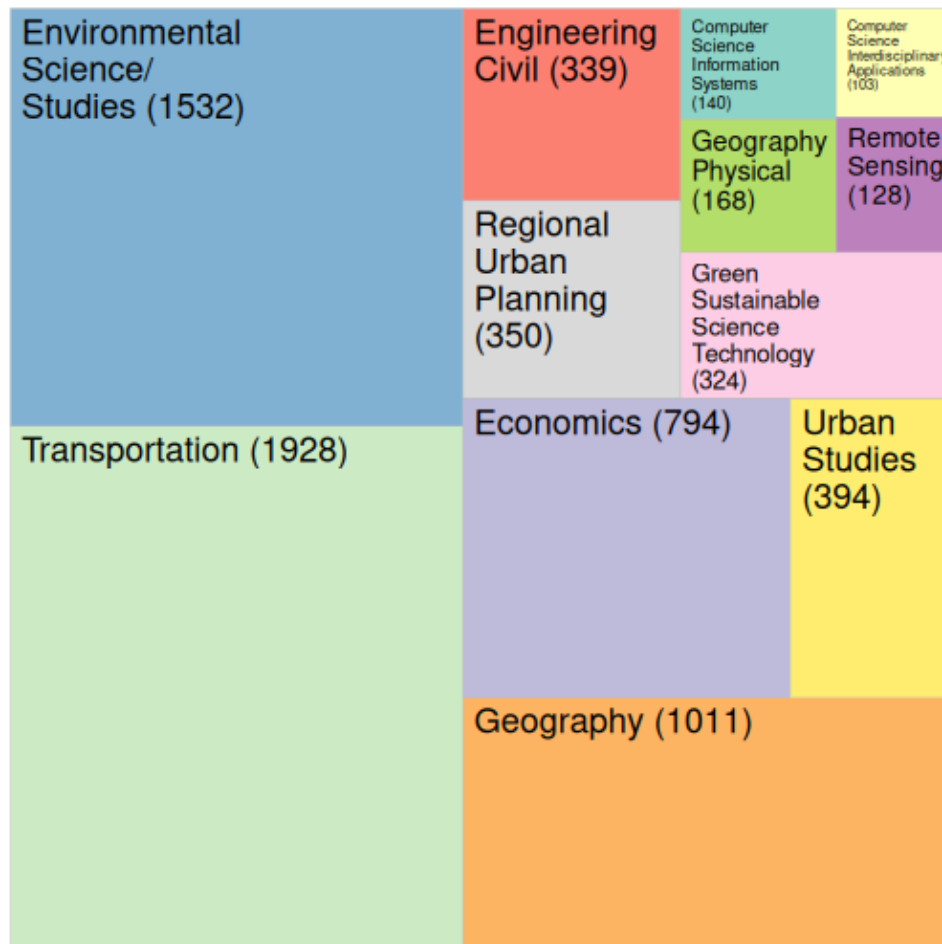 Environmental
Science/
Studies (1532)
Engineering
Civil (339)
Computer
Science
Information
Systems
(140)
Computer
Science
Interdisciplinary
Applications
(103)
Geography
Physical
(168)
Remote
Sensing
(128)
Regional
Urban
Planning
(350)
Green
Sustainable
Science
Technology
(324)
Transportation (1928)
Economics (794)
Urban
Studies
(394)
Geography (1011)